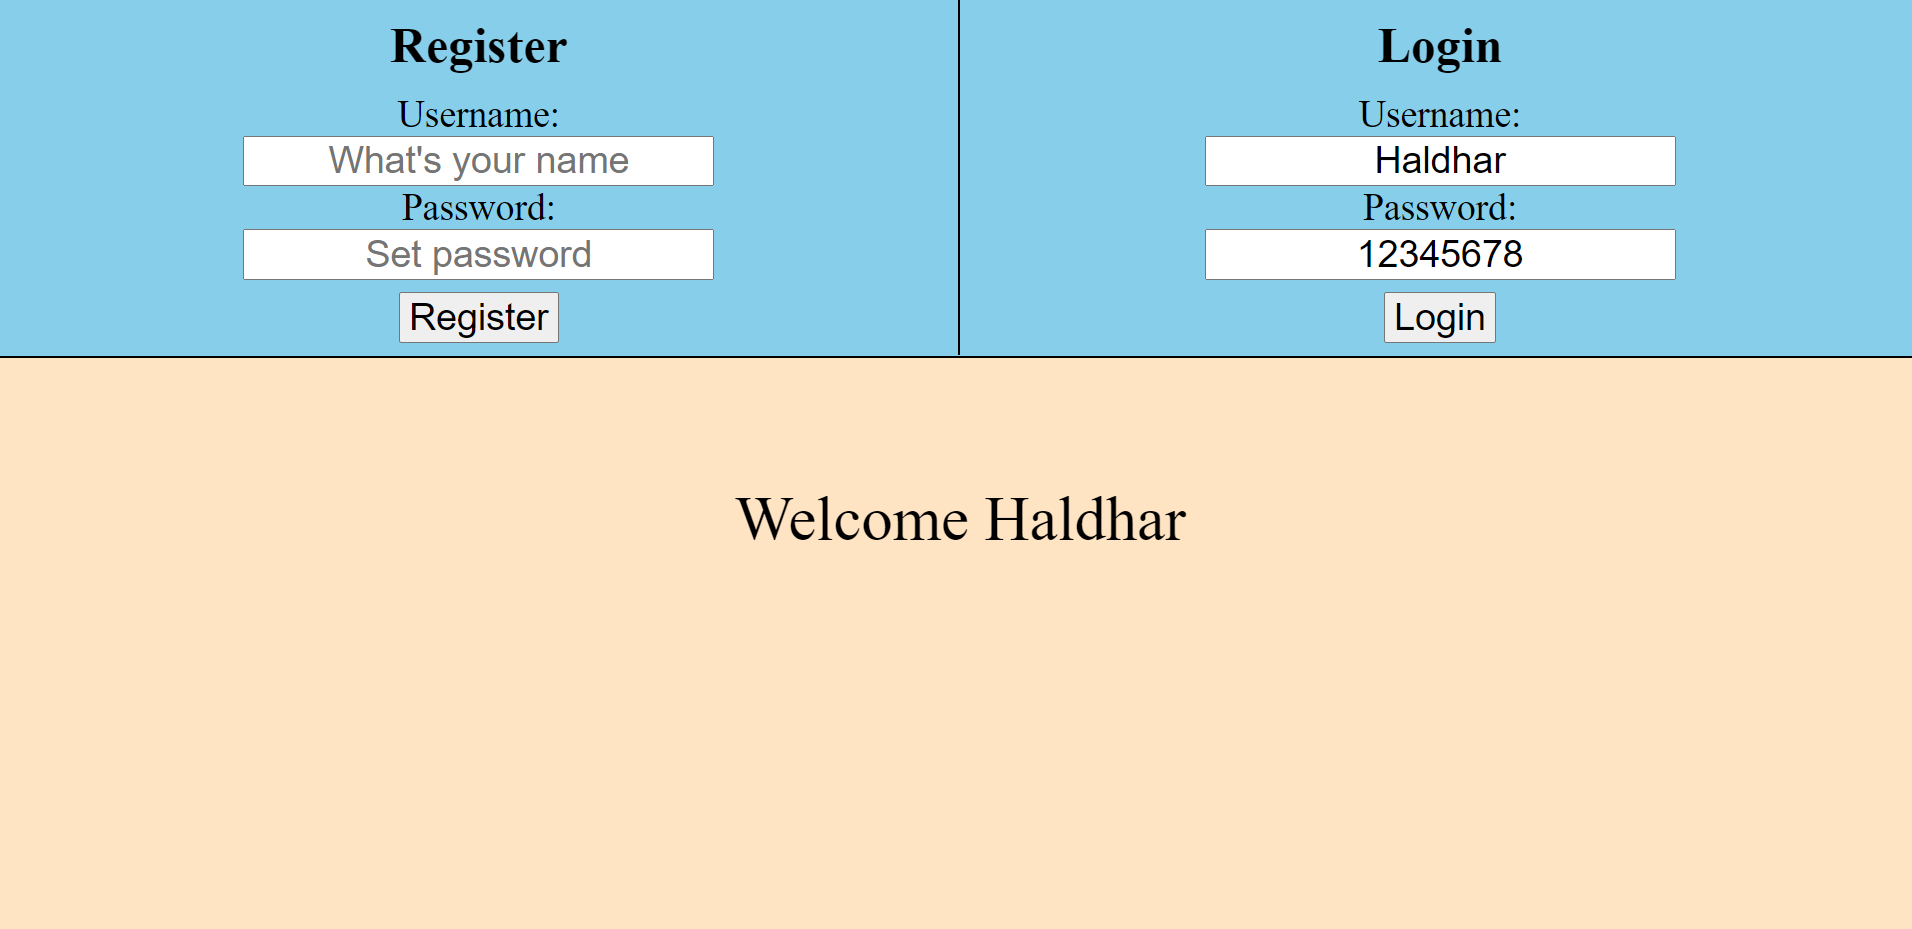 Register
Username:
What's your name
Password:
Set password
Register
Login
Username:
Haldhar
Password:
12345678
Login
Welcome Haldhar